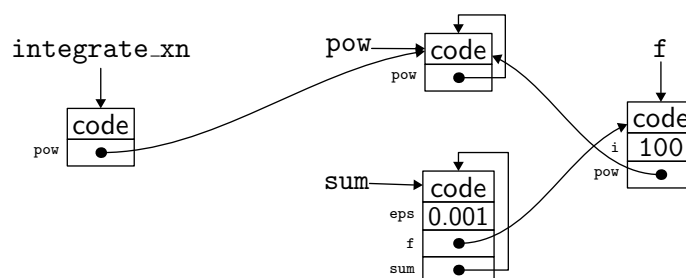 integrate_xn
code
pow
pow
code
pow
f
code
i 100
pow
sum
code
eps 0.001
f
sum